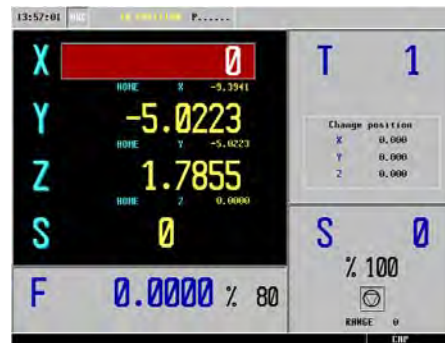 13:57:01 IN POSITION P......
X 0
HOME X -9.3941
Y -5.0223
HOME Y -5.0223
Z 1.7855
HOME Z 0.0000
S 0
F 0.0000 % 80
T 1
Change position
X 0.000
Y 0.000
Z 0.000
S 0
% 100
RANGE 0
CAP